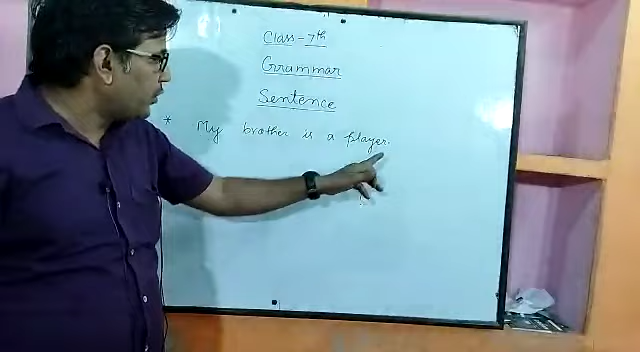 Class - 7th
Grammar
Sentence
* My brother is a player.